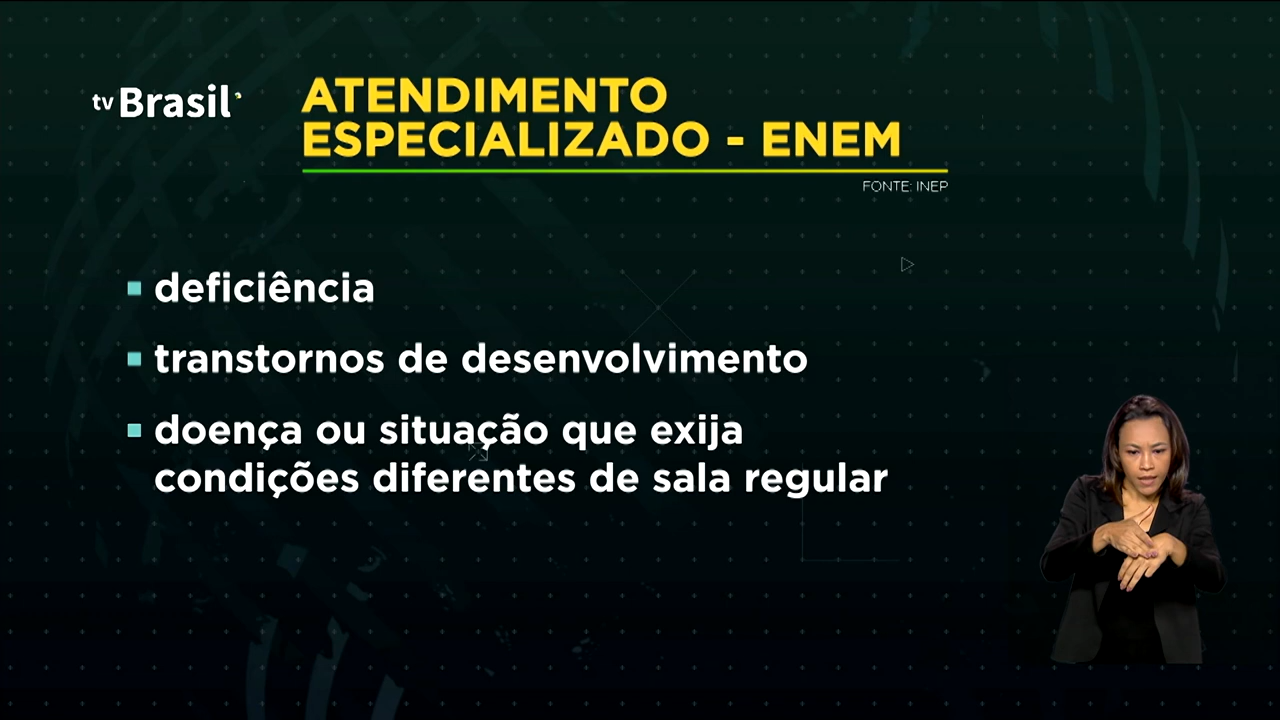 tv Brasil
ATENDIMENTO
ESPECIALIZADO - ENEM
FONTE: INEP
deficiência
transtornos de desenvolvimento
doença ou situação que exija
condições diferentes de sala regular